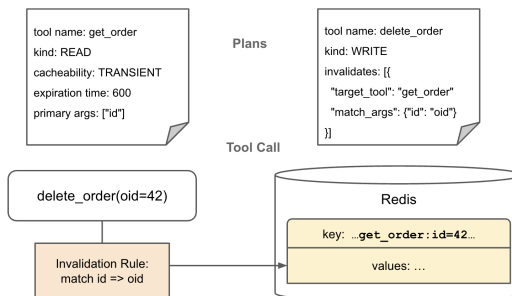 tool name: get_order
kind: READ
cacheability: TRANSIENT
expiration time: 600
primary args: ["id"]
Plans
tool name: delete_order
kind: WRITE
invalidates: [{
"target_tool": "get_order"
"match_args": {"id": "oid"}
}]
Tool Call
delete_order(oid=42)
Invalidation Rule:
match id => oid
Redis
key: ...get_order:id=42...
values: ...